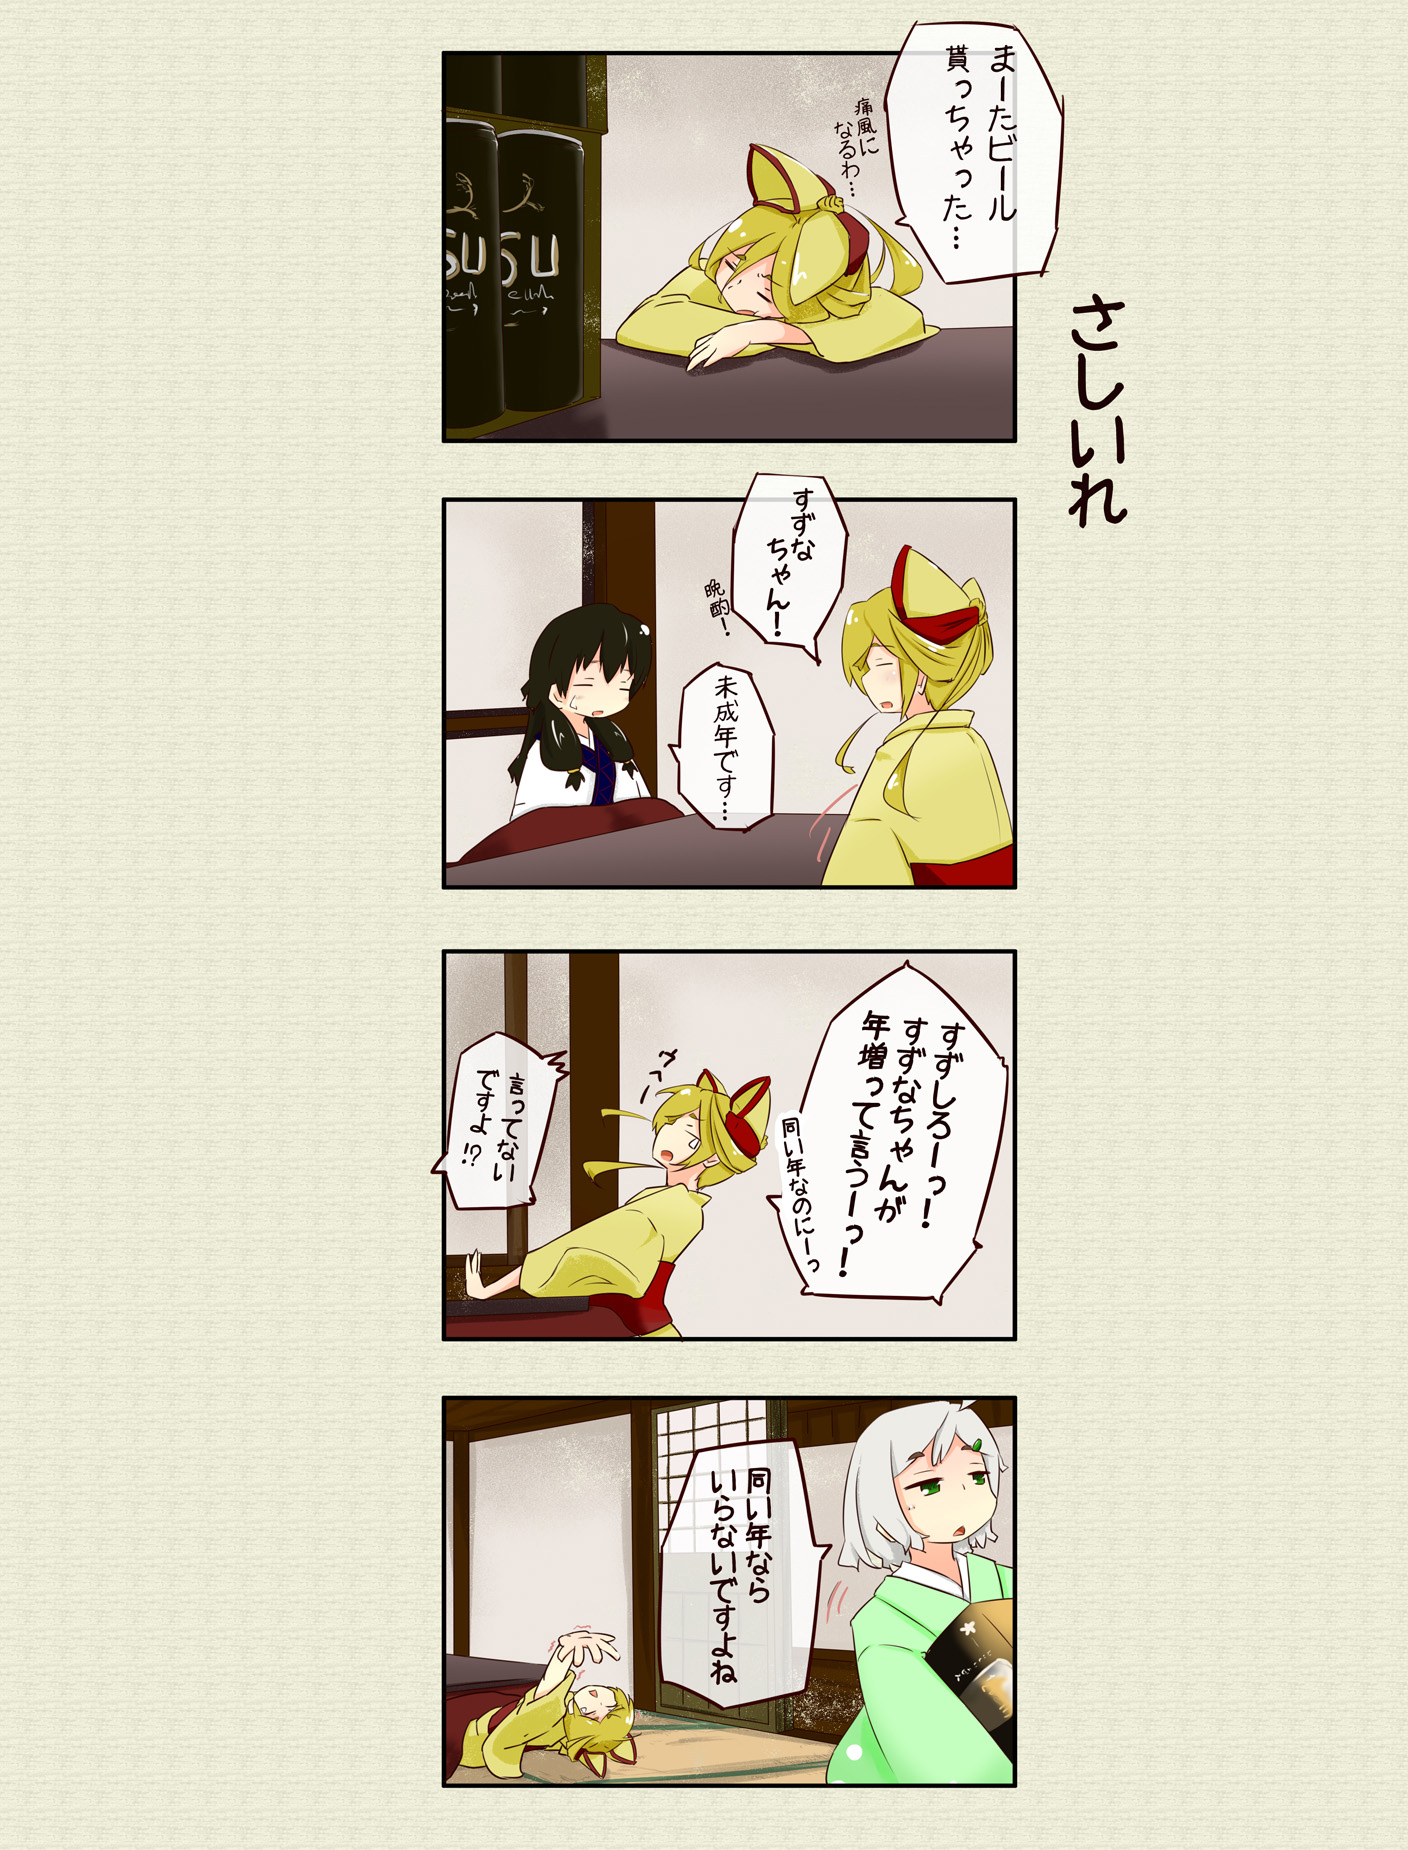 さしいれ
まーたビール
貰っちゃった…
痛風に
なるわ…
SU
SU
すずな
ちゃん！
晩酌！
未成年です…
すずしろーっ！
すずなちゃんが
年増って言うーっ！
同い年なのにーっ
言ってない
ですよ!?
同い年なら
いらないですよね